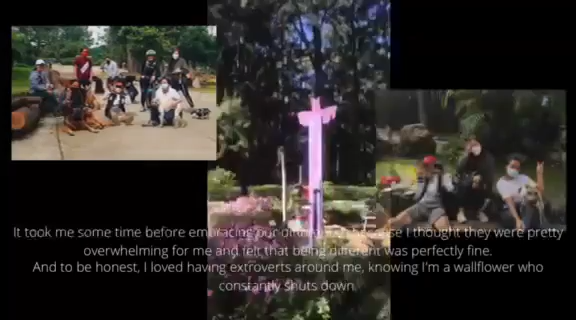 It took me some time before embracing our differences because I thought they were pretty
overwhelming for me and felt that being different was perfectly fine.
And to be honest, I loved having extroverts around me, knowing I'm a wallflower who
constantly shuts down